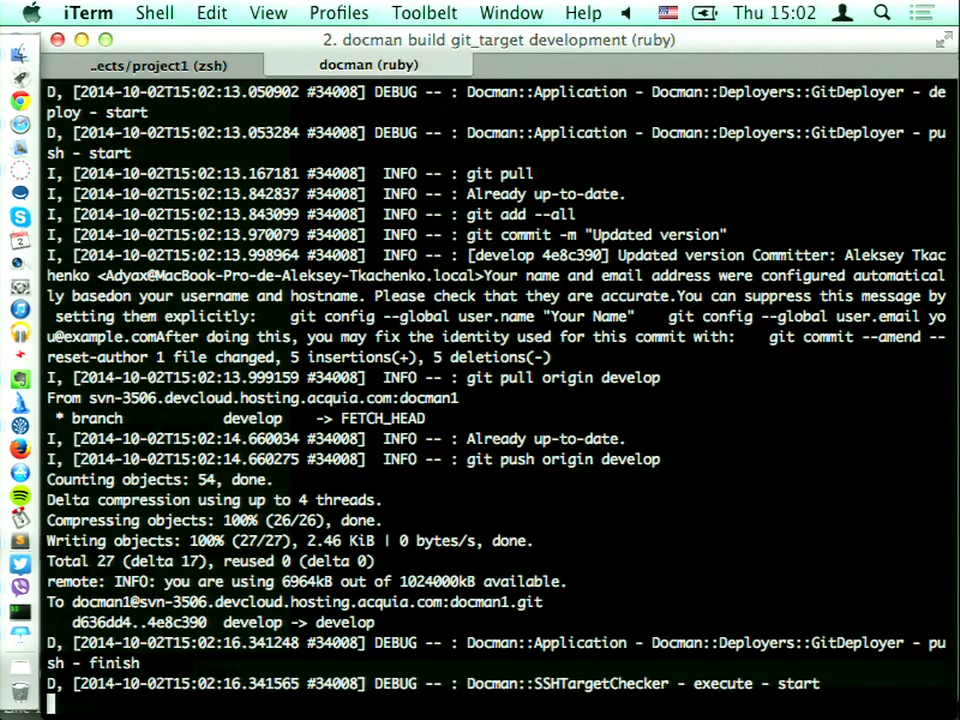 iTerm Shell Edit View Profiles Toolbelt Window Help Thu 15:02
2. docman build git_target development (ruby)
..ects/project1 (zsh) docman (ruby)
D, [2014-10-02T15:02:13.050902 #34008] DEBUG -- : Docman::Application - Docman::Deployers::GitDeployer - de
ploy - start
D, [2014-10-02T15:02:13.053284 #34008] DEBUG -- : Docman::Application - Docman::Deployers::GitDeployer - pu
sh - start
I, [2014-10-02T15:02:13.167181 #34008]  INFO -- : git pull
I, [2014-10-02T15:02:13.842837 #34008]  INFO -- : Already up-to-date.
I, [2014-10-02T15:02:13.843099 #34008]  INFO -- : git add --all
I, [2014-10-02T15:02:13.970079 #34008]  INFO -- : git commit -m "Updated version"
I, [2014-10-02T15:02:13.998964 #34008]  INFO -- : [develop 4e8c390] Updated version Committer: Aleksey Tkac
henko <Adyax@MacBook-Pro-de-Aleksey-Tkachenko.local>Your name and email address were configured automatical
ly basedon your username and hostname. Please check that they are accurate.You can suppress this message by
 setting them explicitly:    git config --global user.name "Your Name"    git config --global user.email yo
u@example.comAfter doing this, you may fix the identity used for this commit with:    git commit --amend --
reset-author 1 file changed, 5 insertions(+), 5 deletions(-)
I, [2014-10-02T15:02:13.999159 #34008]  INFO -- : git pull origin develop
From svn-3506.devcloud.hosting.acquia.com:docman1
 * branch            develop    -> FETCH_HEAD
I, [2014-10-02T15:02:14.660034 #34008]  INFO -- : Already up-to-date.
I, [2014-10-02T15:02:14.660275 #34008]  INFO -- : git push origin develop
Counting objects: 54, done.
Delta compression using up to 4 threads.
Compressing objects: 100% (26/26), done.
Writing objects: 100% (27/27), 2.46 KiB | 0 bytes/s, done.
Total 27 (delta 17), reused 0 (delta 0)
remote: INFO: you are using 6964kB out of 1024000kB available.
To docman1@svn-3506.devcloud.hosting.acquia.com:docman1.git
   d636dd4..4e8c390  develop -> develop
D, [2014-10-02T15:02:16.341248 #34008] DEBUG -- : Docman::Application - Docman::Deployers::GitDeployer - pu
sh - finish
D, [2014-10-02T15:02:16.341565 #34008] DEBUG -- : Docman::SSHTargetChecker - execute - start